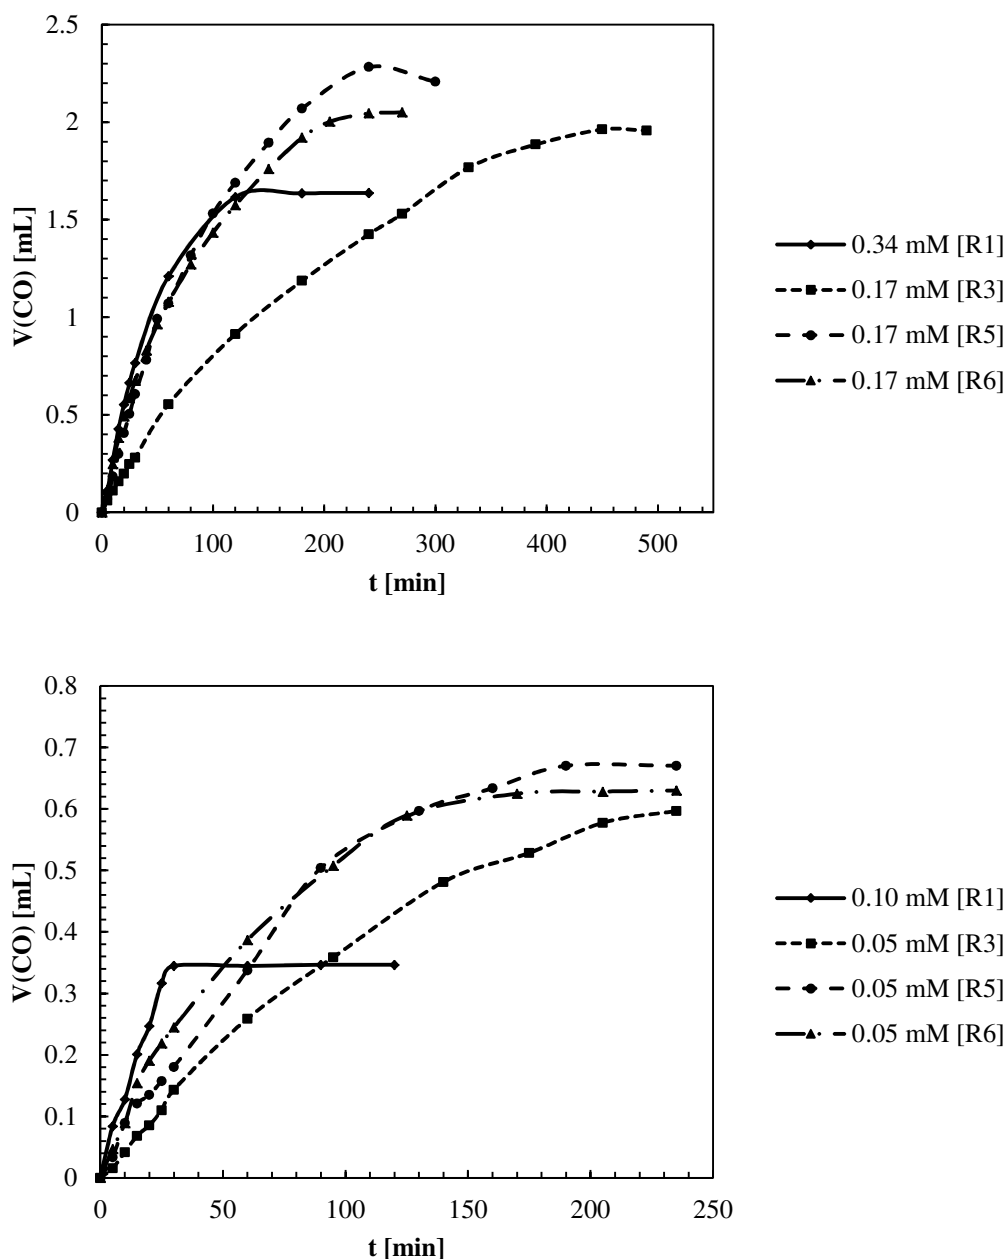 2.5
2
1.5
1
0.5
0
V(CO) [mL]
0 100 200 300 400 500
t [min]
0.34 mM [R1]
0.17 mM [R3]
0.17 mM [R5]
0.17 mM [R6]
0.8
0.7
0.6
0.5
0.4
0.3
0.2
0.1
0
V(CO) [mL]
0 50 100 150 200 250
t [min]
0.10 mM [R1]
0.05 mM [R3]
0.05 mM [R5]
0.05 mM [R6]